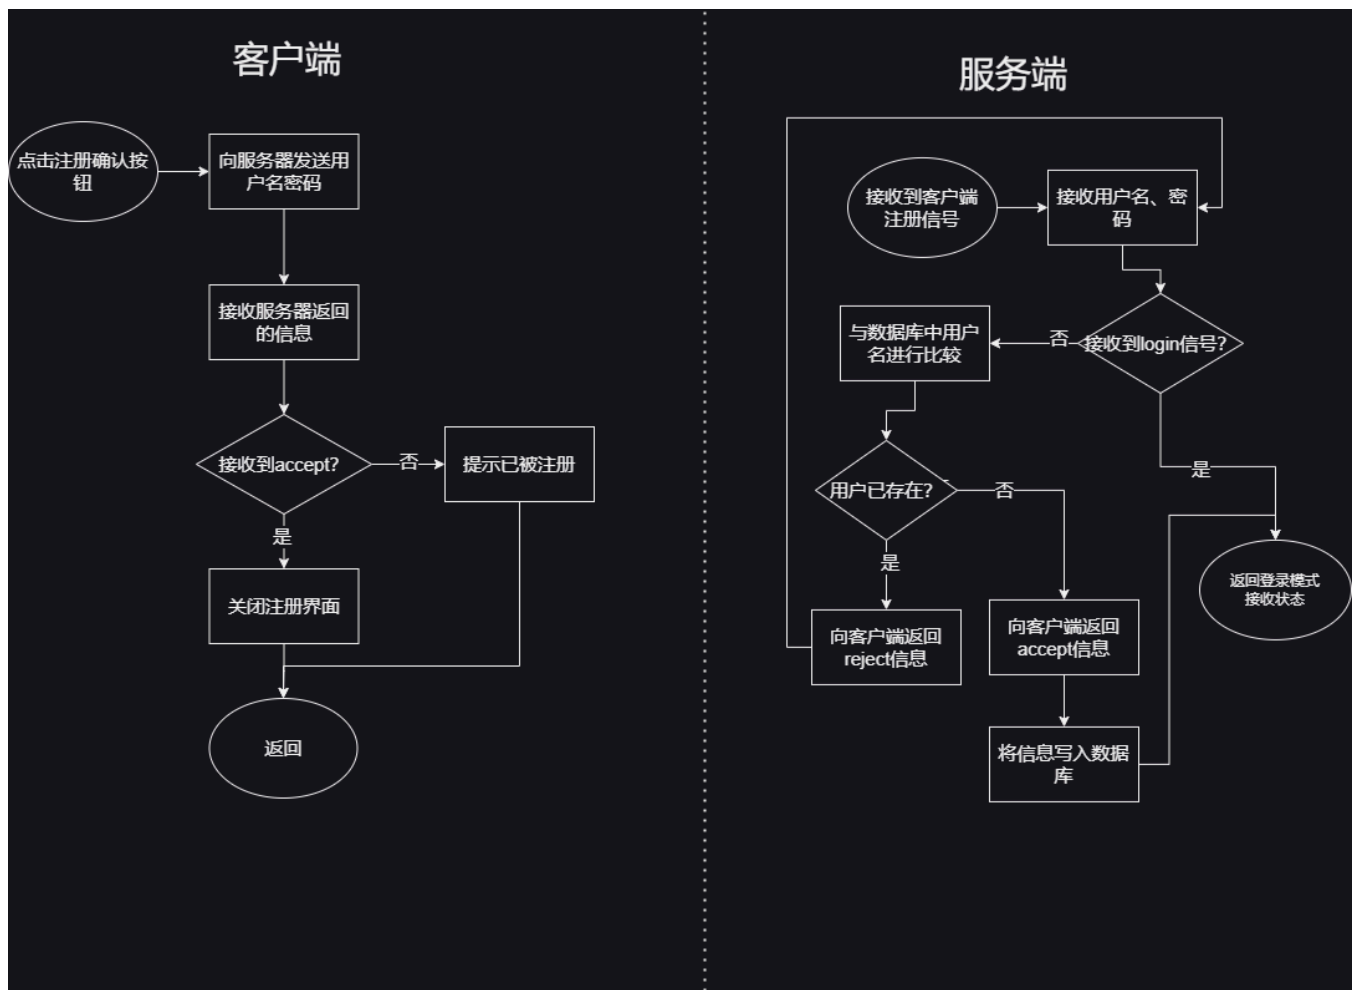 客户端
点击注册确认按
钮
向服务器发送用
户名密码
接收服务器返回
的信息
接收到accept?
否
提示已被注册
是
关闭注册界面
返回
服务端
接收到客户端
注册信号
接收用户名、密
码
接收到login信号?
否
与数据库中用户
名进行比较
是
用户已存在?
否
是
返回登录模式
接收状态
向客户端返回
reject信息
向客户端返回
accept信息
将信息写入数据
库